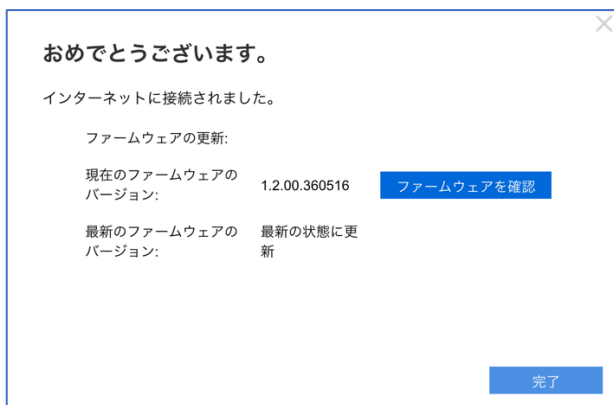 おめでとうございます。
インターネットに接続されました。
ファームウェアの更新:
現在のファームウェアの
バージョン:
1.2.00.360516
ファームウェアを確認
最新のファームウェアの
バージョン:
最新の状態に更
新
完了